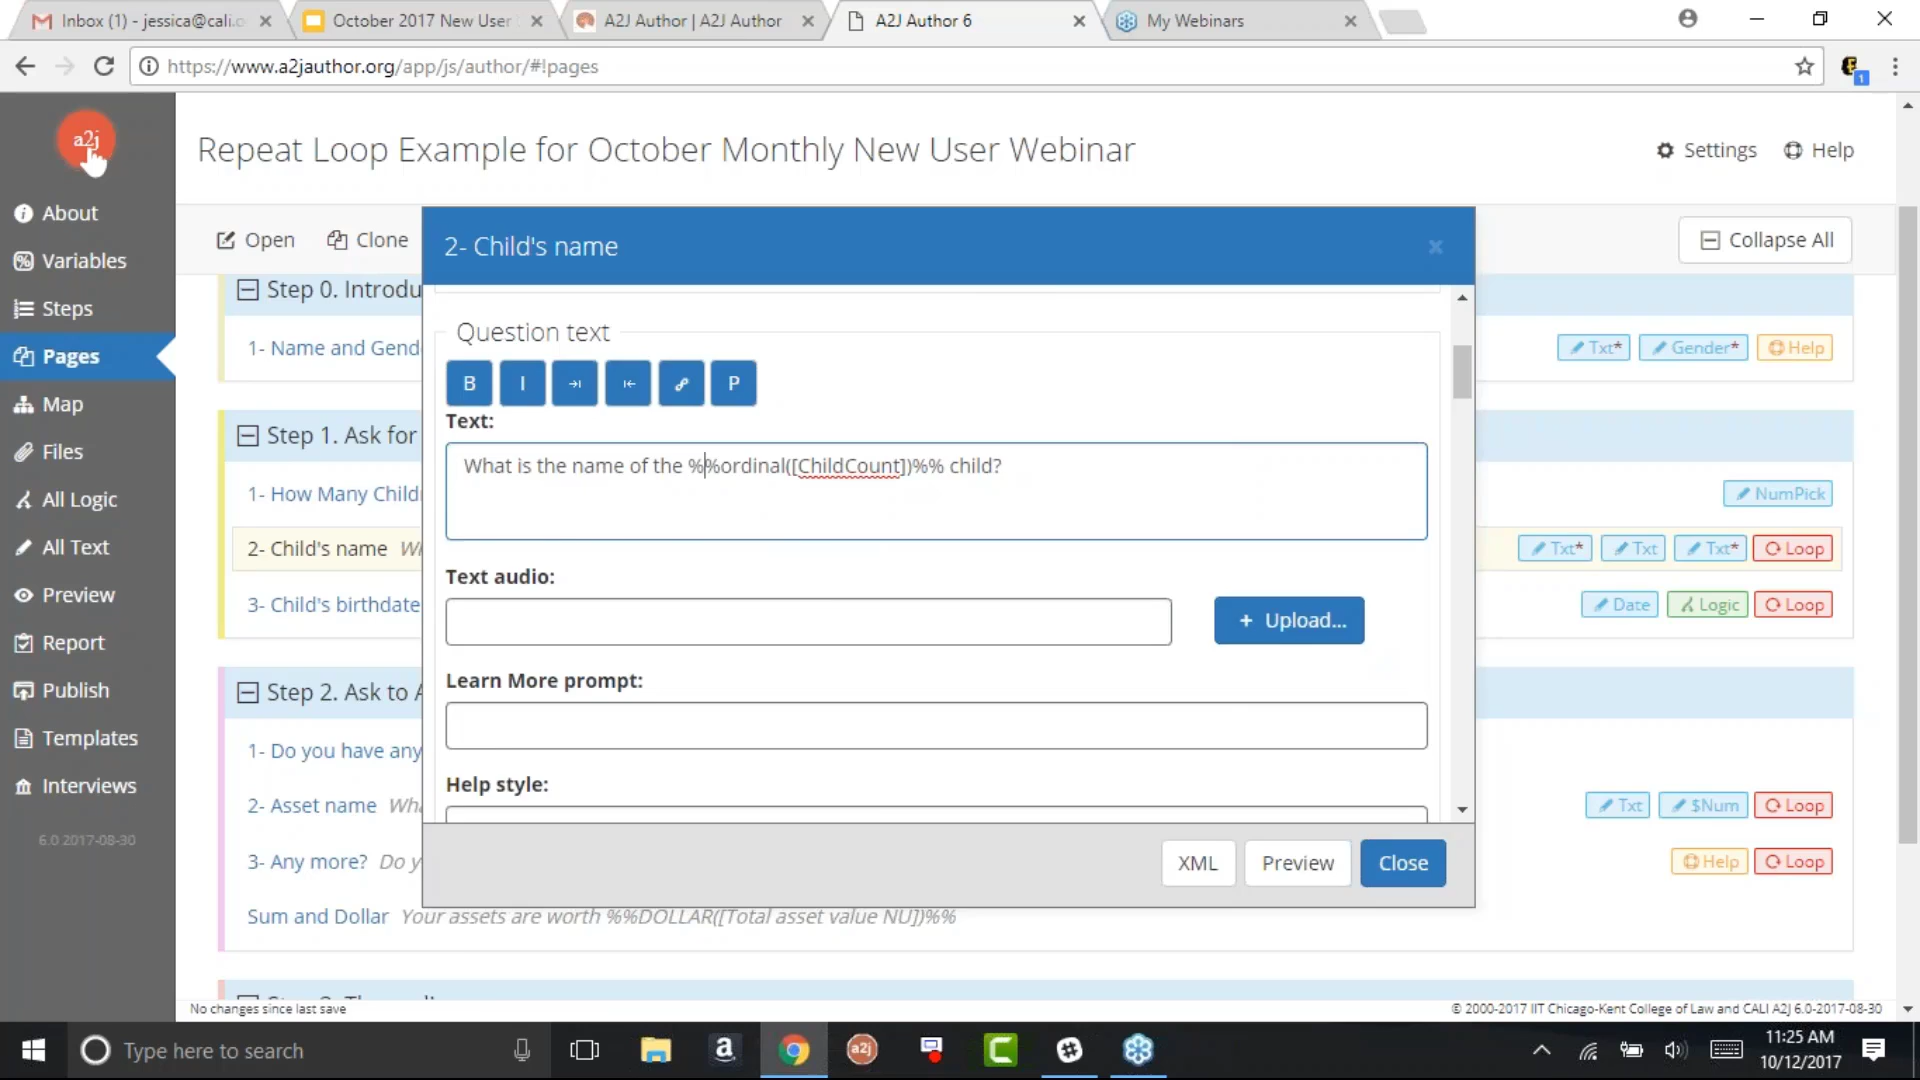 Inbox (1) - jessica@cali.o
October 2017 New User
A2J Author | A2J Author
A2J Author 6
My Webinars
https://www.a2jauthor.org/app/js/author/#!pages
1
a2j
Repeat Loop Example for October Monthly New User Webinar
Settings
Help
About
Variables
Steps
Pages
Map
Files
All Logic
All Text
Preview
Report
Publish
Templates
Interviews
6.0 2017-08-30
Open
Clone
Collapse All
Step 0. Introdu
1- Name and Gend
Txt*
Gender*
Help
Step 1. Ask for
1- How Many Child
NumPick
2- Child's name
Txt*
Txt
Txt*
Loop
3- Child's birthdate
Date
Logic
Loop
Step 2. Ask to
1- Do you have any
2- Asset name Wha
Txt
$Num
Loop
3- Any more? Do y
Help
Loop
Sum and Dollar Your assets are worth %%DOLLAR([Total asset value NU])%%
2- Child's name
Question text
B
I
P
Text:
What is the name of the %%ordinal([ChildCount])%% child?
Text audio:
+ Upload...
Learn More prompt:
Help style:
XML
Preview
Close
No changes since last save
© 2000-2017 IIT Chicago-Kent College of Law and CALI A2J 6.0-2017-08-30
Type here to search
a
a2j
C
11:25 AM
10/12/2017